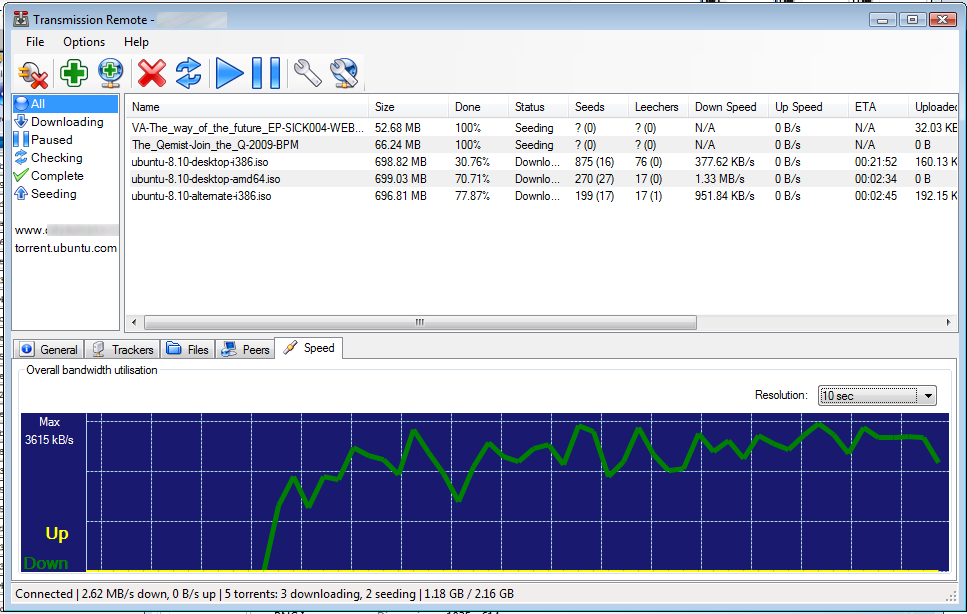 Transmission Remote -
File Options Help
All
Downloading
Paused
Checking
Complete
Seeding
www.
torrent.ubuntu.com
Name Size Done Status Seeds Leechers Down Speed Up Speed ETA Uploaded
VA-The_way_of_the_future_EP-SICK004-WEB... 52.68 MB 100% Seeding ? (0) ? (0) N/A 0 B/s N/A 32.03 K
The_Qemist-Join_the_Q-2009-BPM 66.24 MB 100% Seeding ? (0) ? (0) N/A 0 B/s N/A 0 B
ubuntu-8.10-desktop-i386.iso 698.82 MB 30.76% Downlo... 875 (16) 76 (0) 377.62 KB/s 0 B/s 00:21:52 160.13 K
ubuntu-8.10-desktop-amd64.iso 699.03 MB 70.71% Downlo... 270 (27) 17 (0) 1.33 MB/s 0 B/s 00:02:34 0 B
ubuntu-8.10-alternate-i386.iso 696.81 MB 77.87% Downlo... 199 (17) 17 (1) 951.84 KB/s 0 B/s 00:02:45 192.15 K
General Trackers Files Peers Speed
Overall bandwidth utilisation
Resolution: 10 sec
Max
3615 kB/s
Up
Down
Connected | 2.62 MB/s down, 0 B/s up | 5 torrents: 3 downloading, 2 seeding | 1.18 GB / 2.16 GB